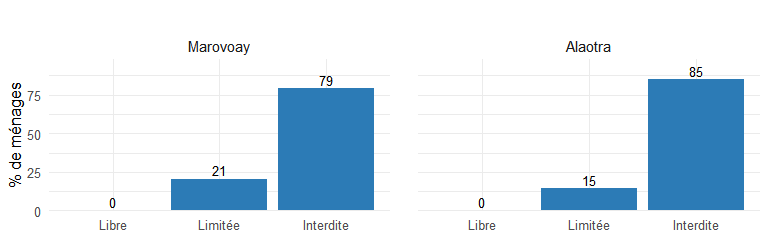 Marovoay
Alaotra
% de ménages
75
50
25
0
0
21
79
0
15
85
Libre
Limitée
Interdite
Libre
Limitée
Interdite